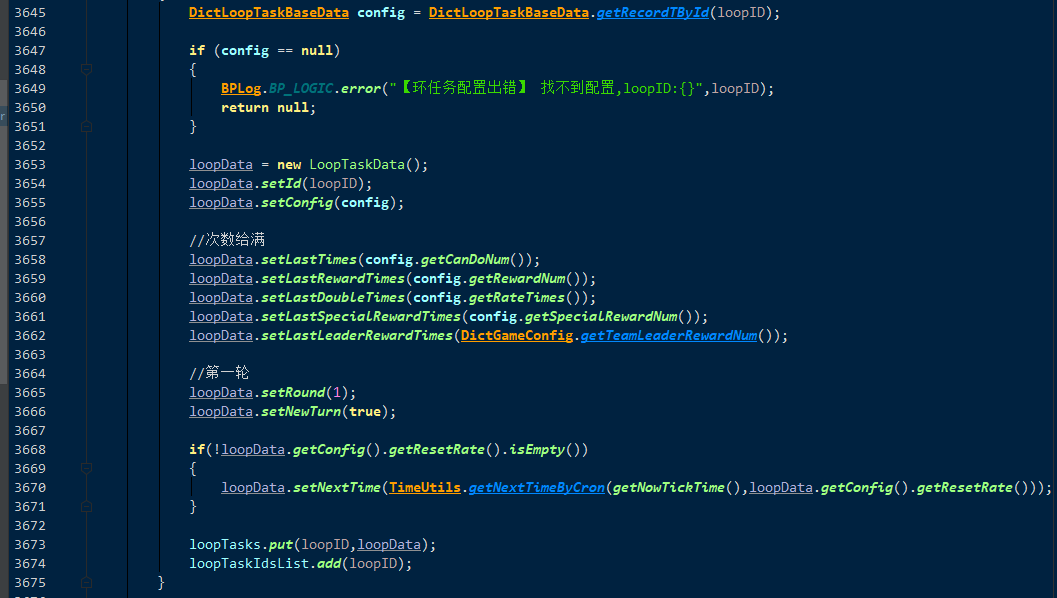 3645 DictLoopTaskBaseData config = DictLoopTaskBaseData.getRecordTById(loopID);
3646
3647 if (config == null)
3648 {
3649 BPLog.BP_LOGIC.error("【环任务配置出错】 找不到配置,loopID:{}",loopID);
3650 return null;
3651 }
3652
3653 loopData = new LoopTaskData();
3654 loopData.setId(loopID);
3655 loopData.setConfig(config);
3656
3657 //次数给满
3658 loopData.setLastTimes(config.getCanDoNum());
3659 loopData.setLastRewardTimes(config.getRewardNum());
3660 loopData.setLastDoubleTimes(config.getRateTimes());
3661 loopData.setLastSpecialRewardTimes(config.getSpecialRewardNum());
3662 loopData.setLastLeaderRewardTimes(DictGameConfig.getTeamLeaderRewardNum());
3663
3664 //第一轮
3665 loopData.setRound(1);
3666 loopData.setNewTurn(true);
3667
3668 if(!loopData.getConfig().getResetRate().isEmpty())
3669 {
3670 loopData.setNextTime(TimeUtils.getNextTimeByCron(getNowTickTime(),loopData.getConfig().getResetRate()));
3671 }
3672
3673 loopTasks.put(loopID,loopData);
3674 loopTaskIdsList.add(loopID);
3675 }